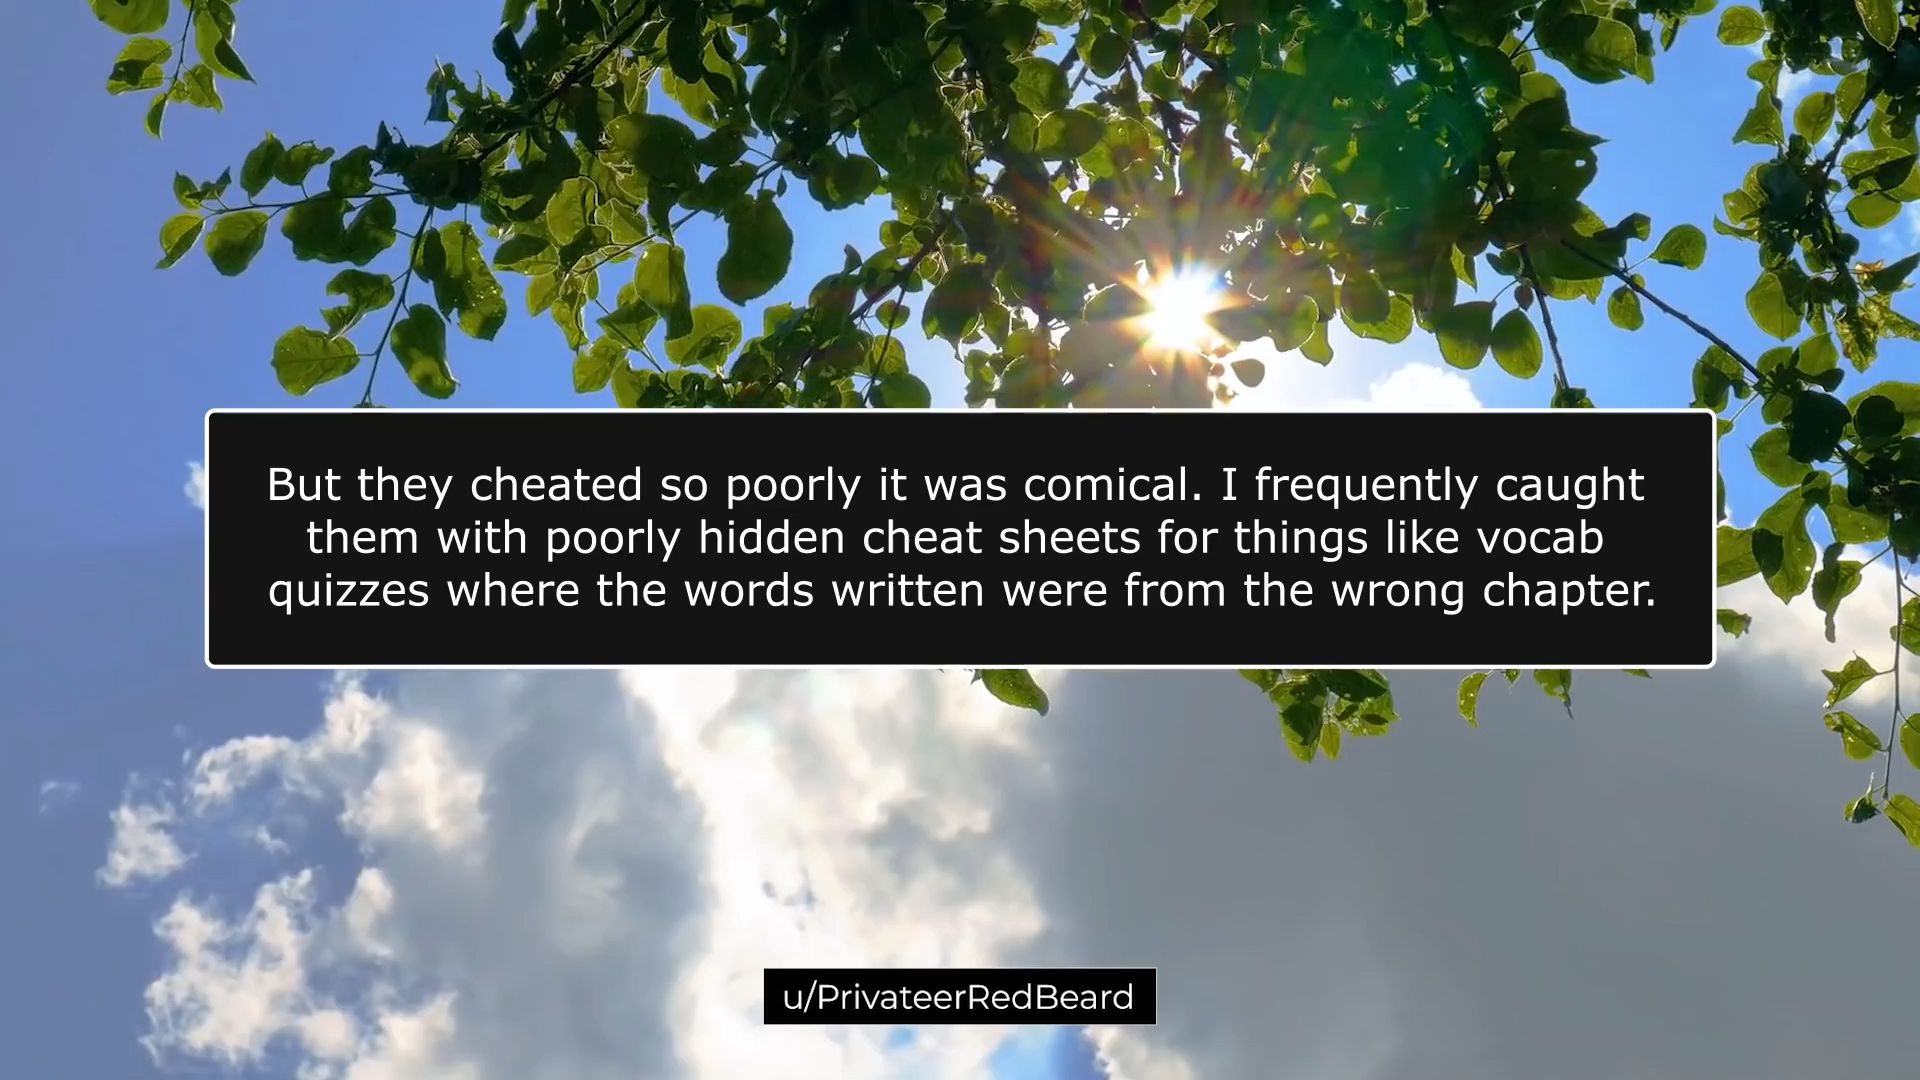 But they cheated so poorly it was comical. I frequently caught
them with poorly hidden cheat sheets for things like vocab
quizzes where the words written were from the wrong chapter.
u/PrivateerRedBeard